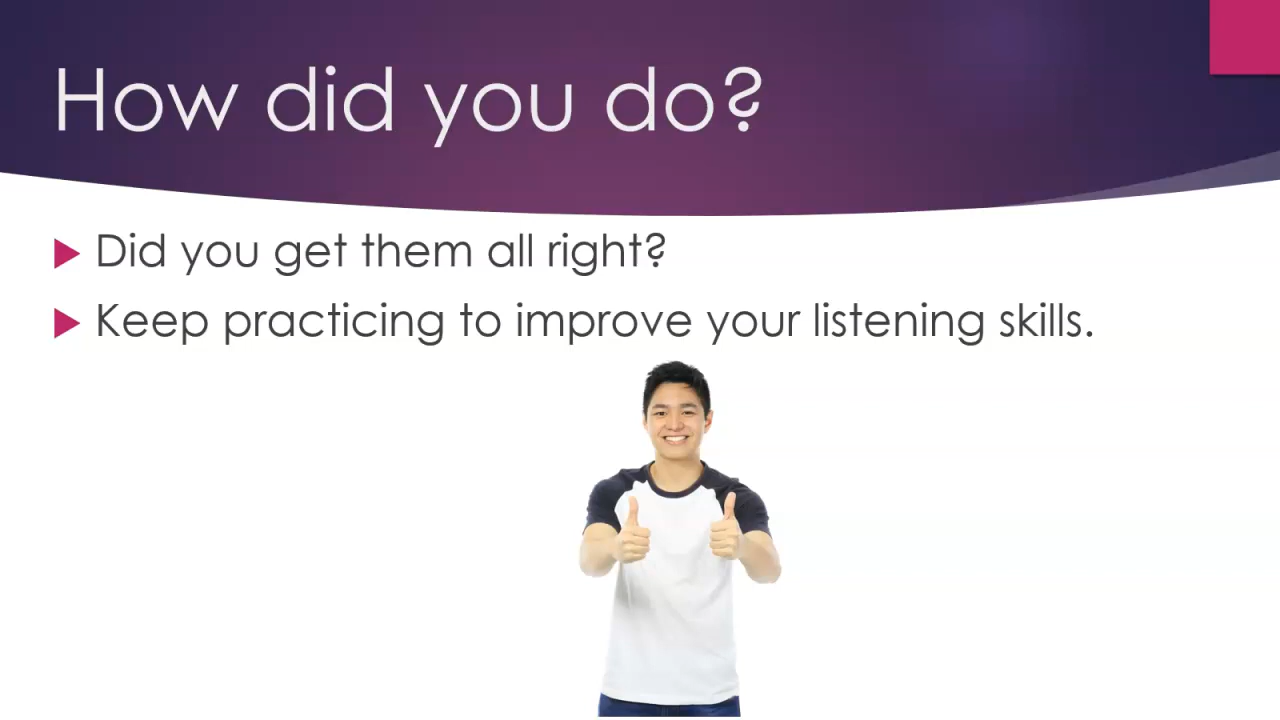 How did you do?
Did you get them all right?
Keep practicing to improve your listening skills.